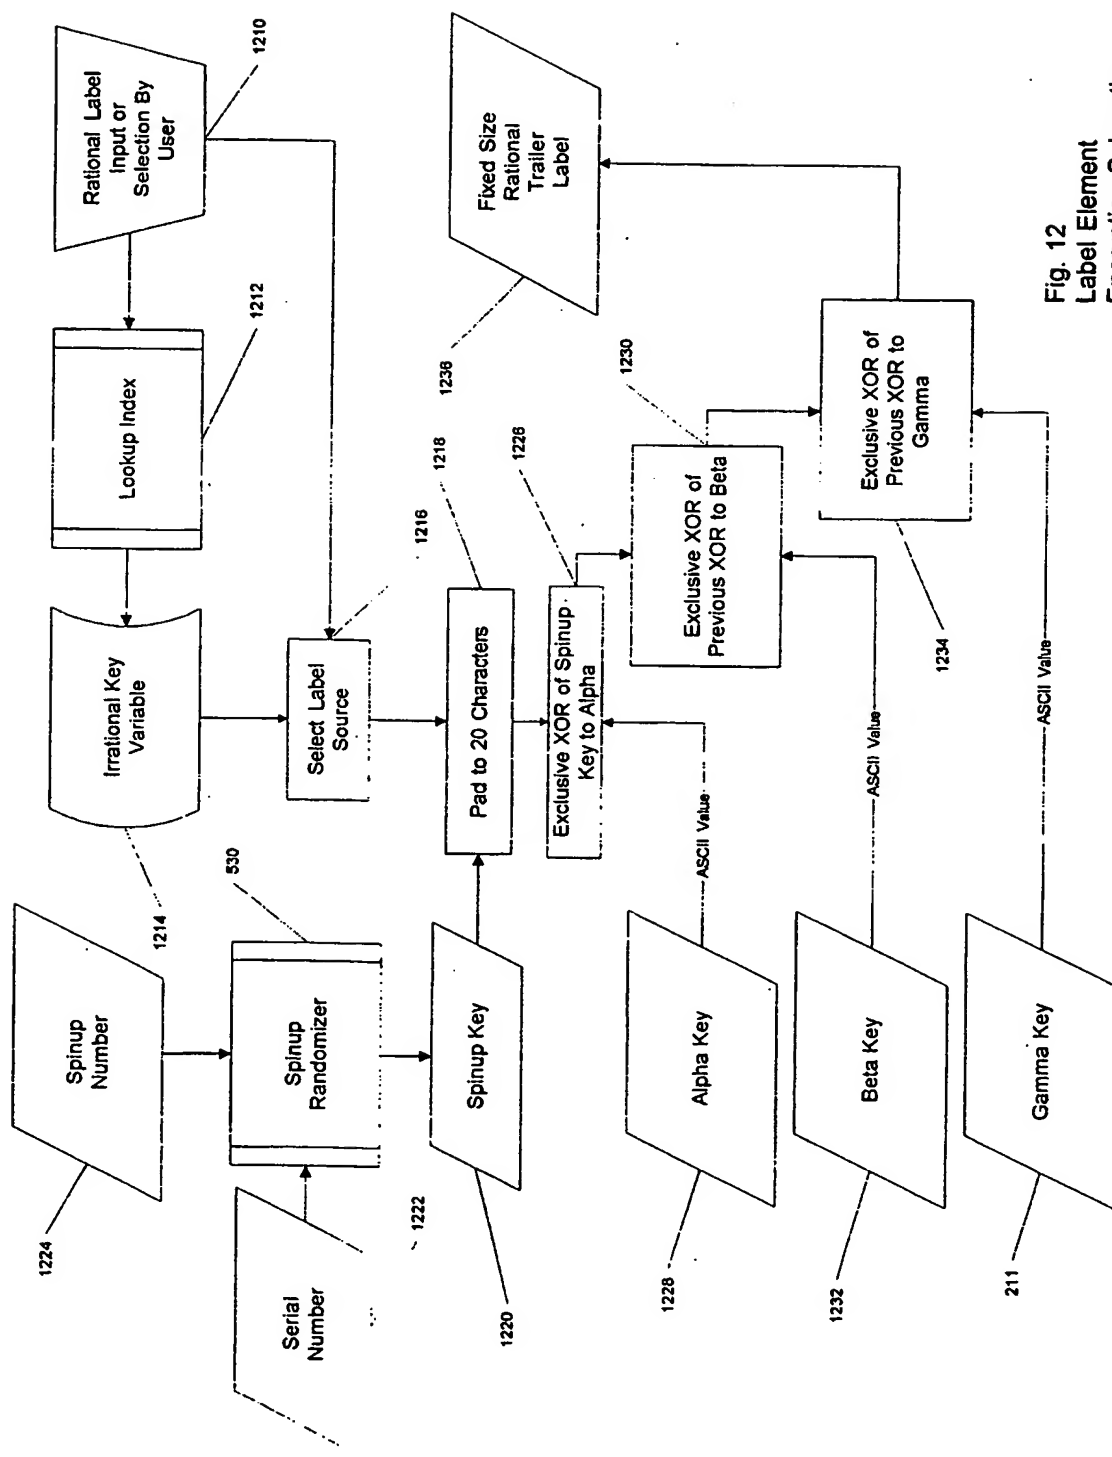 Rational Label
Input or
Selection By
User
1210
Lookup Index
1212
Irrational Key
Variable
1214
Select Label
Source
1216
Spinup
Number
1224
Spinup
Randomizer
530
Serial
Number
1222
Spinup Key
1220
Pad to 20 Characters
1218
Exclusive XOR of Spinup
Key to Alpha
1226
Alpha Key
1228
ASCII Value
Exclusive XOR of
Previous XOR to Beta
1230
Beta Key
1232
ASCII Value
Exclusive XOR of
Previous XOR to
Gamma
1234
Gamma Key
211
ASCII Value
Fixed Size
Rational
Trailer
Label
1236
Fig. 12
Label Element